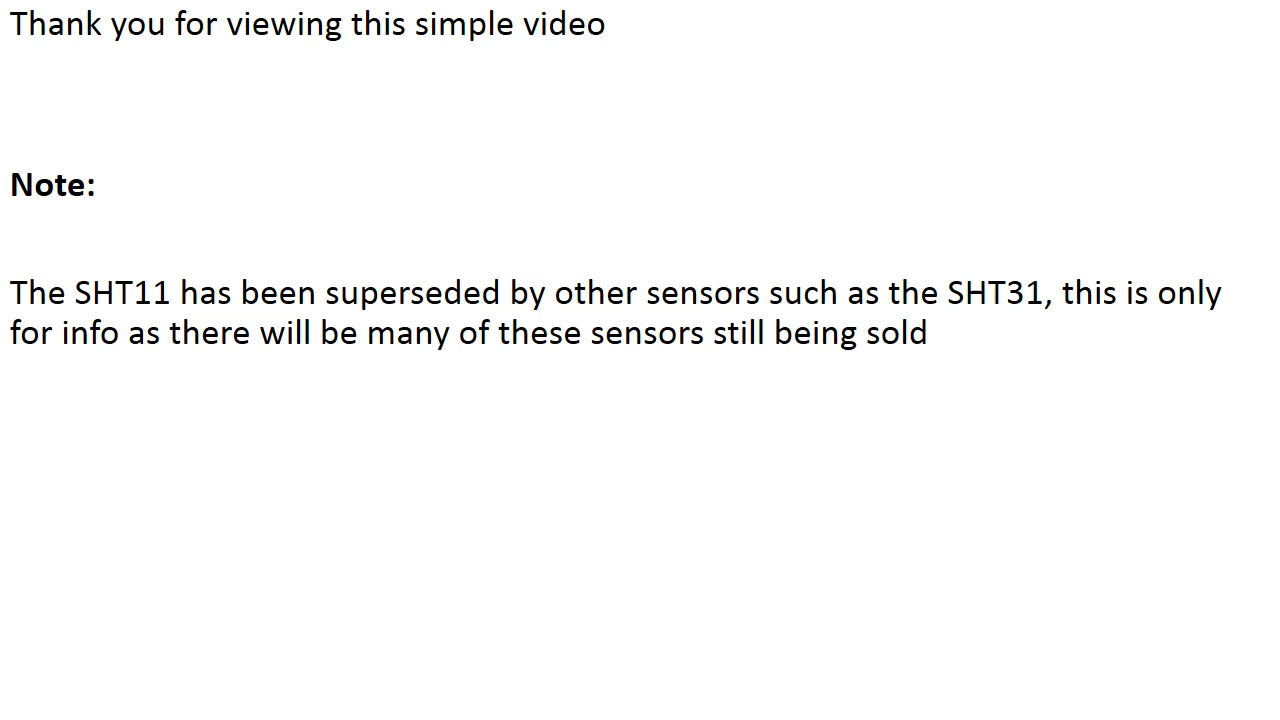 Thank you for viewing this simple video
Note:
The SHT11 has been superseded by other sensors such as the SHT31, this is only
for info as there will be many of these sensors still being sold